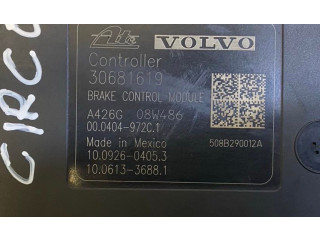 Ate VOLVO
Controller
30681619
BRAKE CONTROL MODULE
A426G 08W486
00.0404-972C.1
Made in Mexico 508B290012A
10.0926-0405.3
10.0613-3688.1